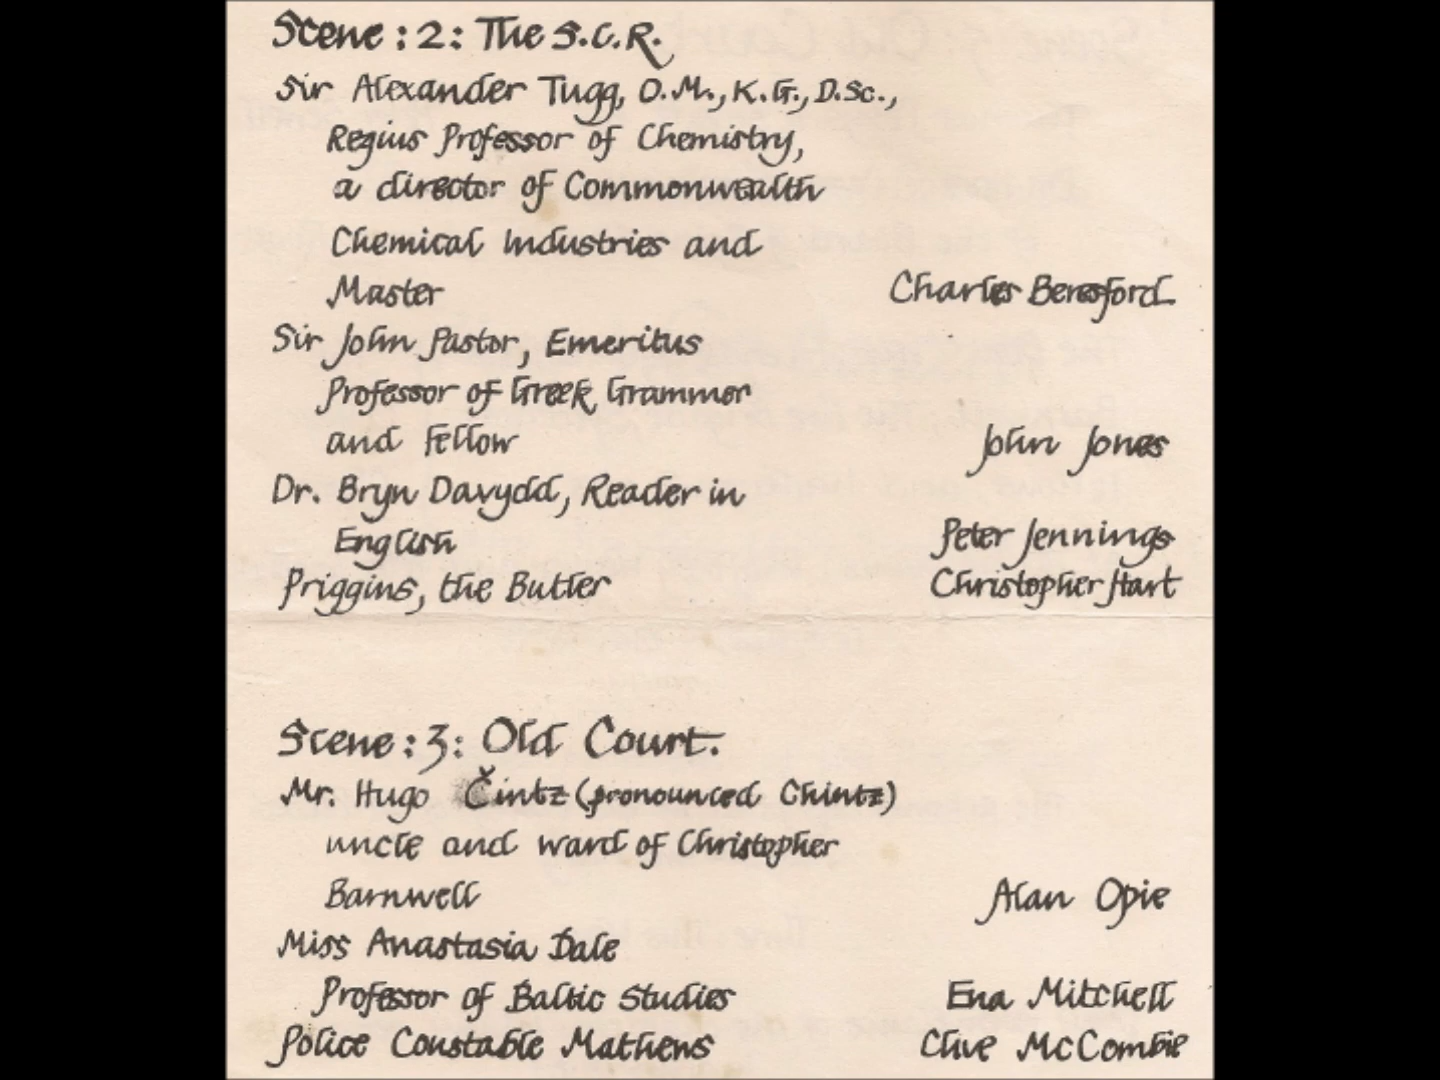 Scene: 2: The S.C.R.
Sir Alexander Tugg, O.M., K.G., D.Sc.,
Regius Professor of Chemistry,
a director of Commonwealth
Chemical Industries and
Master Charles Beresford
Sir John Pastor, Emeritus
Professor of Greek Grammer
and Fellow John Jones
Dr. Bryn Davydd, Reader in
English Peter Jennings
Priggins, the Butler Christopher Hart
Scene: 3: Old Court.
Mr. Hugo Čintz (pronounced Chintz)
uncle and ward of Christopher
Barnwell Alan Opie
Miss Anastasia Dale
Professor of Baltic Studies Ena Mitchell
Police Constable Mathews Clive McCombie